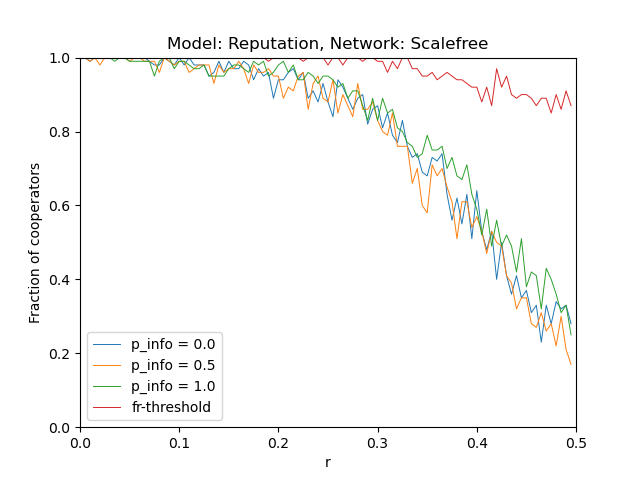 Model: Reputation, Network: Scalefree
1.0
0.8
0.6
0.4
0.2
0.0
Fraction of cooperators
p_info = 0.0
p_info = 0.5
p_info = 1.0
fr-threshold
0.0 0.1 0.2 0.3 0.4 0.5
r